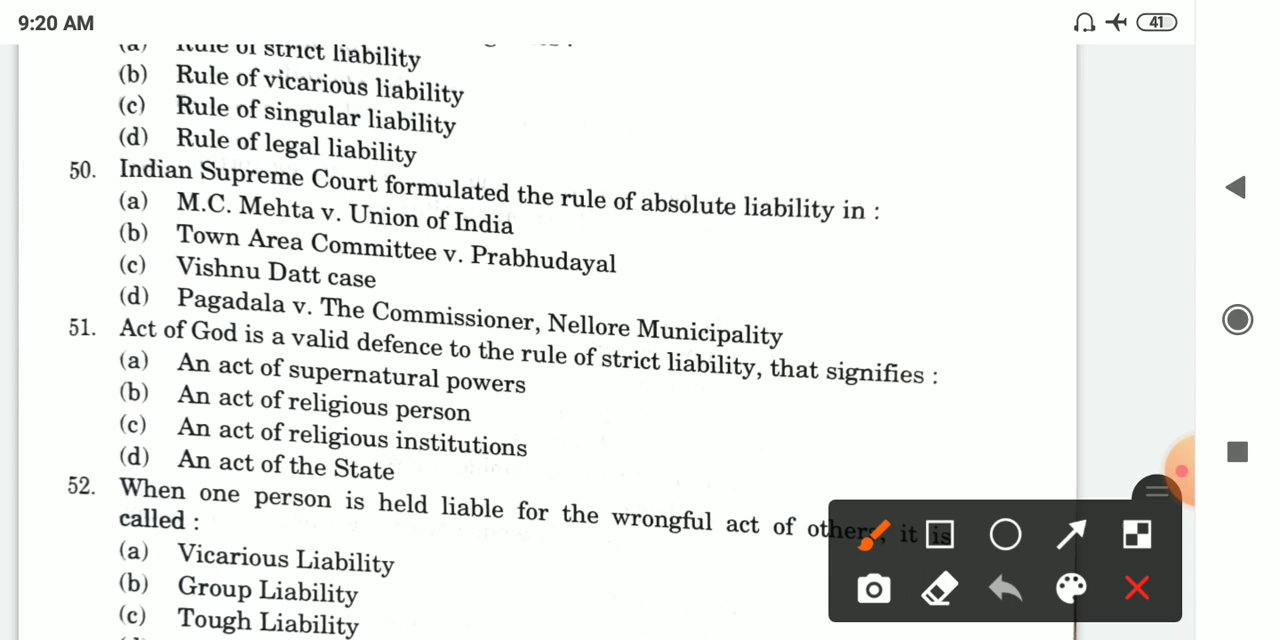 9:20 AM
41
(a) Rule of strict liability
(b) Rule of vicarious liability
(c) Rule of singular liability
(d) Rule of legal liability
50. Indian Supreme Court formulated the rule of absolute liability in :
(a) M.C. Mehta v. Union of India
(b) Town Area Committee v. Prabhudayal
(c) Vishnu Datt case
(d) Pagadala v. The Commissioner, Nellore Municipality
51. Act of God is a valid defence to the rule of strict liability, that signifies :
(a) An act of supernatural powers
(b) An act of religious person
(c) An act of religious institutions
(d) An act of the State
52. When one person is held liable for the wrongful act of others, it is
called :
(a) Vicarious Liability
(b) Group Liability
(c) Tough Liability